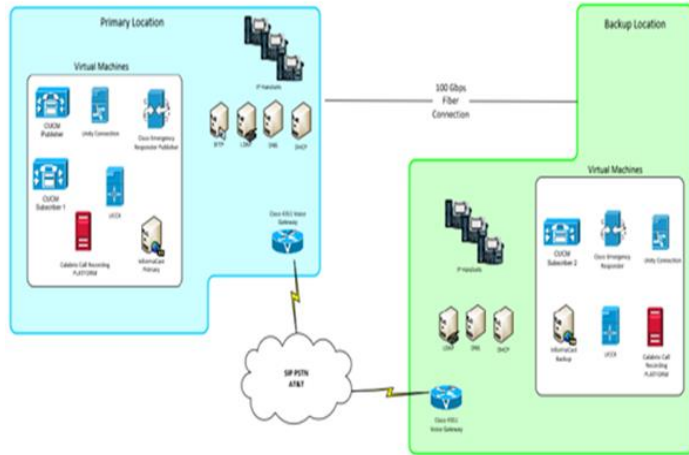 Primary Location
Virtual Machines
CUCM
Publisher
Unity Connection
Cisco Emergency
Responder Publisher
CUCM
Subscriber 1
UCCX
Calabrio Call Recording
PLATFORM
InformaCast
Primary
IP Handsets
SFTP
LDAP
DNS
DHCP
Cisco 4351 Voice
Gateway
100 Gbps
Fiber
Connection
SIP PSTN
AT&T
Backup Location
Virtual Machines
CUCM
Subscriber 2
Cisco Emergency
Responder
Unity Connection
InformaCast
Backup
UCCX
Calabrio Call
Recording
PLATFORM
IP Handsets
LDAP
DNS
DHCP
Cisco 4351
Voice Gateway